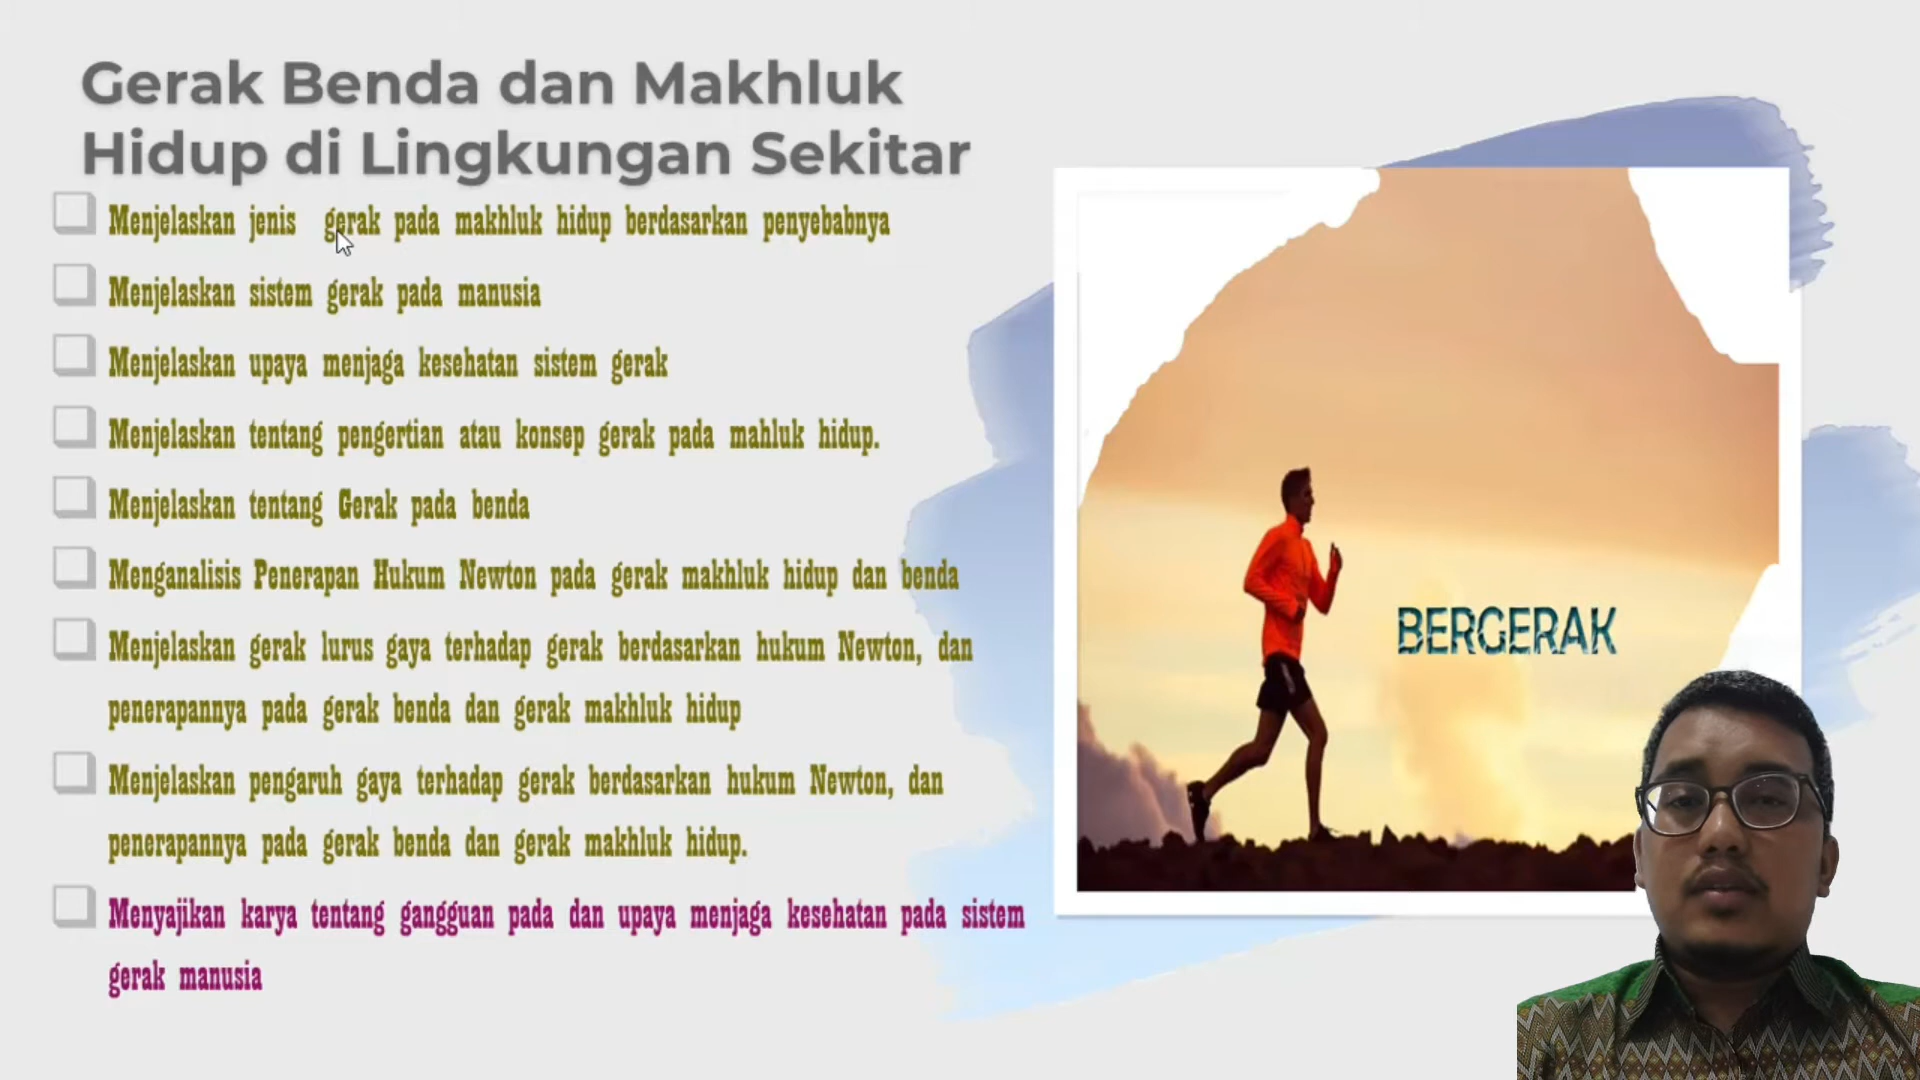 Gerak Benda dan Makhluk
Hidup di Lingkungan Sekitar
Menjelaskan jenis gerak pada makhluk hidup berdasarkan penyebabnya
Menjelaskan sistem gerak pada manusia
Menjelaskan upaya menjaga kesehatan sistem gerak
Menjelaskan tentang pengertian atau konsep gerak pada mahluk hidup.
Menjelaskan tentang Gerak pada benda
Menganalisis Penerapan Hukum Newton pada gerak makhluk hidup dan benda
Menjelaskan gerak lurus gaya terhadap gerak berdasarkan hukum Newton, dan
penerapannya pada gerak benda dan gerak makhluk hidup
Menjelaskan pengaruh gaya terhadap gerak berdasarkan hukum Newton, dan
penerapannya pada gerak benda dan gerak makhluk hidup.
Menyajikan karya tentang gangguan pada dan upaya menjaga kesehatan pada sistem
gerak manusia
BERGERAK